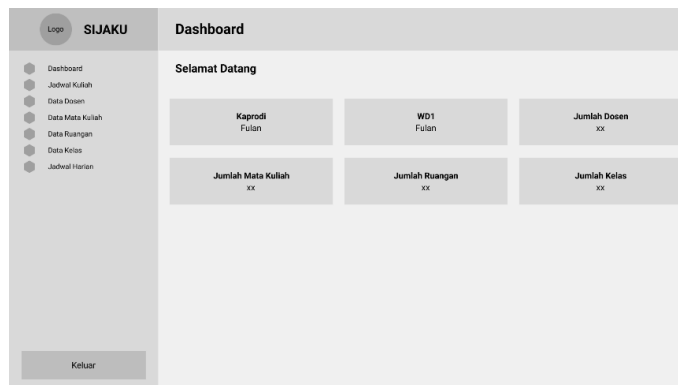 Logo
SIJAKU
Dashboard
Dashboard
Jadwal Kuliah
Data Dosen
Data Mata Kuliah
Data Ruangan
Data Kelas
Jadwal Harian
Keluar
Selamat Datang
Kaprodi
Fulan
WD1
Fulan
Jumlah Dosen
xx
Jumlah Mata Kuliah
xx
Jumlah Ruangan
xx
Jumlah Kelas
xx